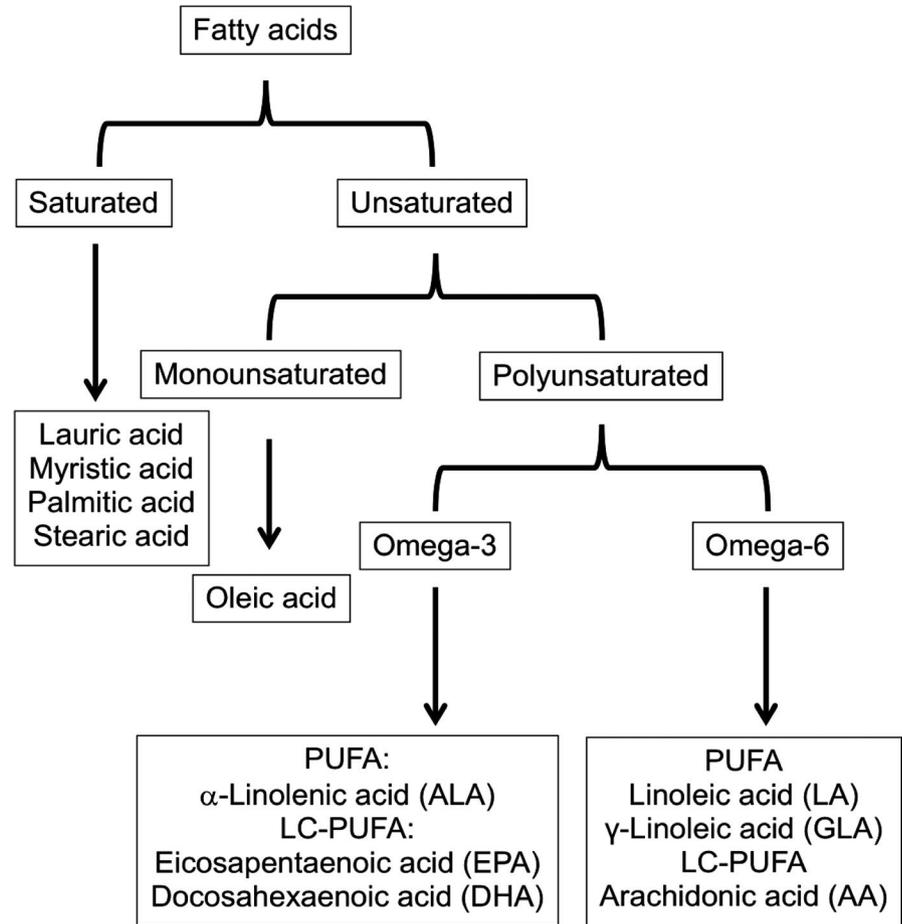 Fatty acids
Saturated
Unsaturated
Monounsaturated
Polyunsaturated
Lauric acid
Myristic acid
Palmitic acid
Stearic acid
Oleic acid
Omega-3
Omega-6
PUFA:
α-Linolenic acid (ALA)
LC-PUFA:
Eicosapentaenoic acid (EPA)
Docosahexaenoic acid (DHA)
PUFA
Linoleic acid (LA)
γ-Linoleic acid (GLA)
LC-PUFA
Arachidonic acid (AA)